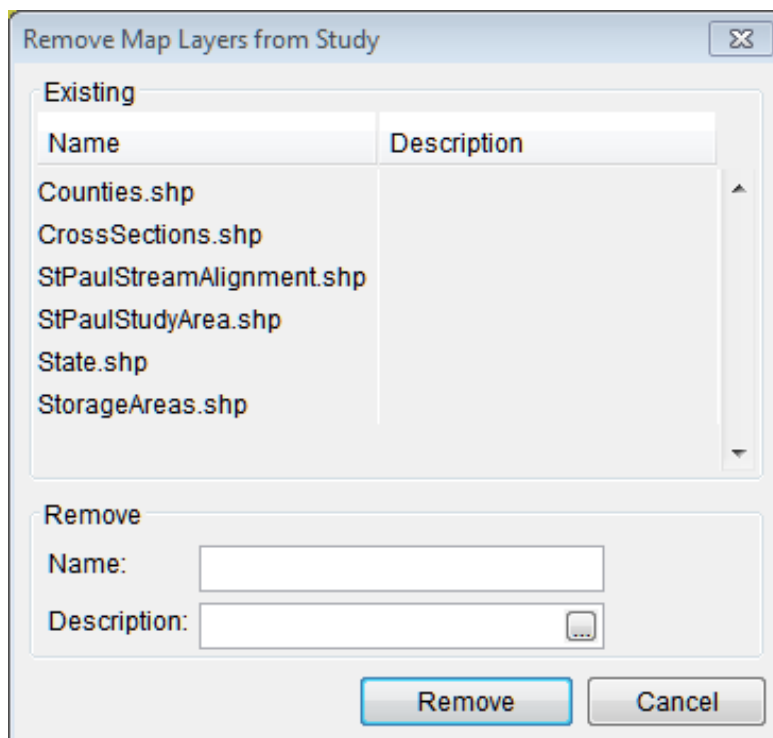 Remove Map Layers from Study
Existing
Name Description
Counties.shp
CrossSections.shp
StPaulStreamAlignment.shp
StPaulStudyArea.shp
State.shp
StorageAreas.shp
Remove
Name:
Description: ...
Remove Cancel